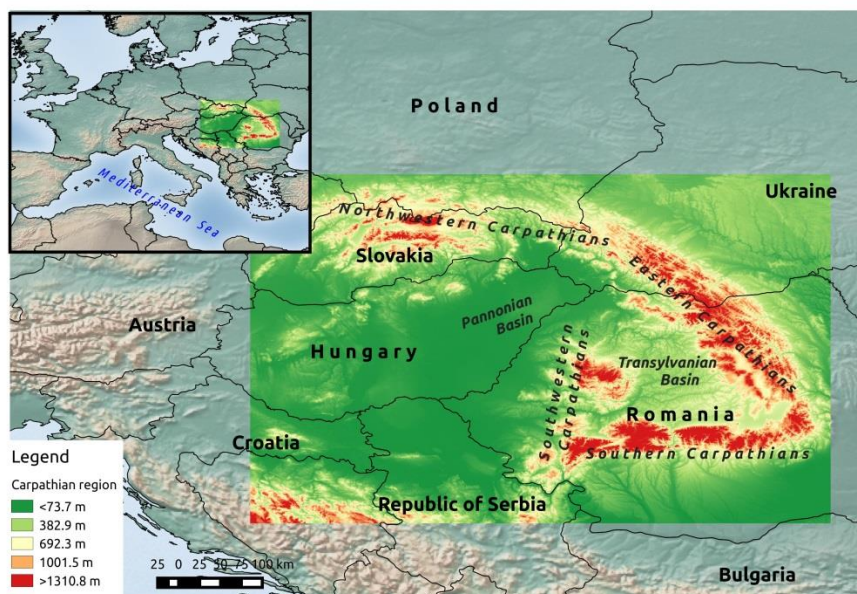 Mediterranean Sea
Poland
Ukraine
Northwestern Carpathians
Slovakia
Eastern Carpathians
Austria
Pannonian
Basin
Hungary
Southwestern
Carpathians
Transylvanian
Basin
Romania
Croatia
Southern Carpathians
Republic of Serbia
Bulgaria
Legend
Carpathian region
<73.7 m
382.9 m
692.3 m
1001.5 m
>1310.8 m
25 0 25 50 75 100 km